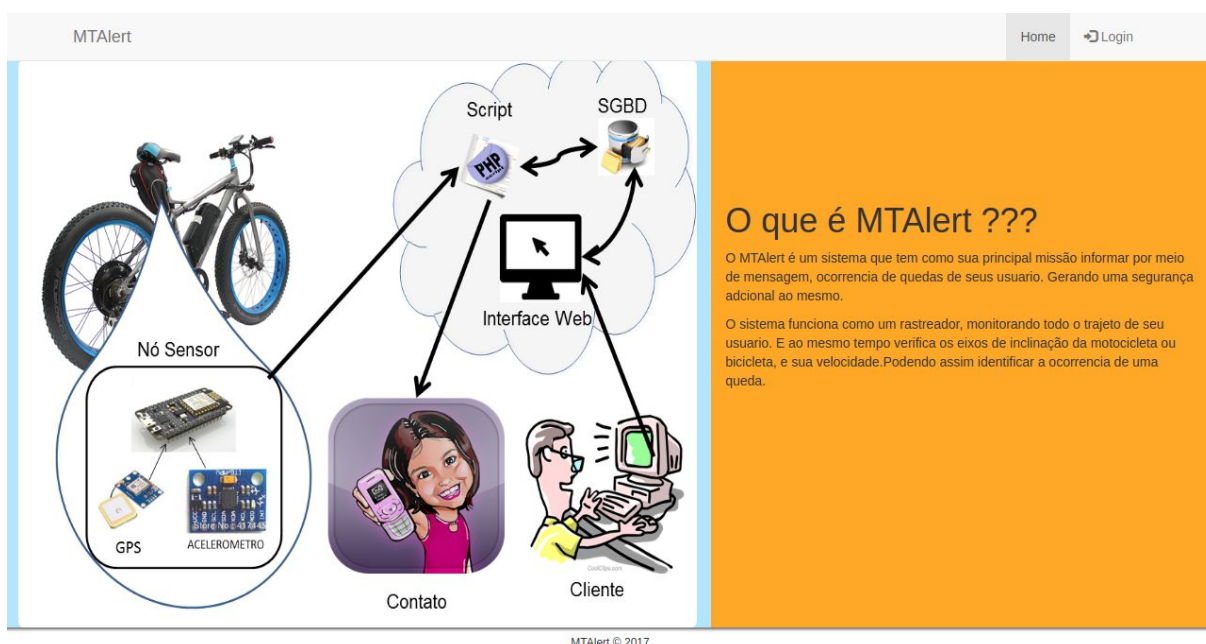 MTAlert
Home
Login
Script
SGBD
PHP
Interface Web
Nó Sensor
GPS
ACELEROMETRO
Contato
Cliente
CoolClips.com
O que é MTAlert ???
O MTAlert é um sistema que tem como sua principal missão informar por meio
de mensagem, ocorrencia de quedas de seus usuario. Gerando uma segurança
adcional ao mesmo.
O sistema funciona como um rastreador, monitorando todo o trajeto de seu
usuario. E ao mesmo tempo verifica os eixos de inclinação da motocicleta ou
bicicleta, e sua velocidade.Podendo assim identificar a ocorrencia de uma
queda.
MTAlert © 2017